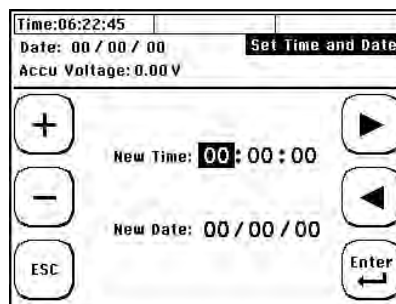 Time:06:22:45
Date: 00 / 00 / 00
Set Time and Date
Accu Voltage: 0.00 V
+
New Time: 00 : 00 : 00
−
New Date: 00 / 00 / 00
ESC
Enter